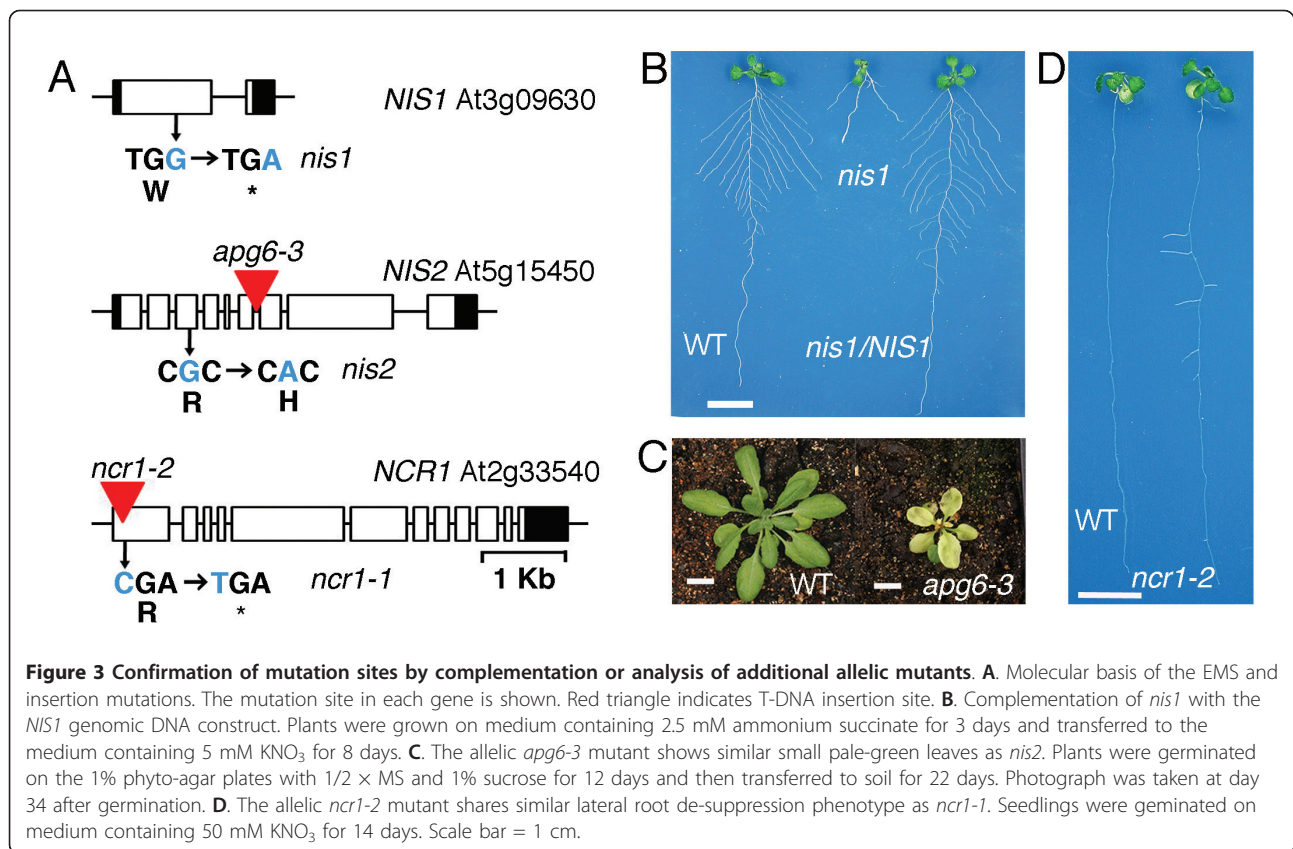 A
NIS1 At3g09630
TGG→TGA nis1
W *
apg6-3
NIS2 At5g15450
CGC→CAC nis2
R H
ncr1-2
NCR1 At2g33540
CGA→TGA ncr1-1
R *
1 Kb
B
nis1
WT
nis1/NIS1
C
WT
apg6-3
D
WT
ncr1-2
Figure 3 Confirmation of mutation sites by complementation or analysis of additional allelic mutants. A. Molecular basis of the EMS and
insertion mutations. The mutation site in each gene is shown. Red triangle indicates T-DNA insertion site. B. Complementation of nis1 with the
NIS1 genomic DNA construct. Plants were grown on medium containing 2.5 mM ammonium succinate for 3 days and transferred to the
medium containing 5 mM KNO₃ for 8 days. C. The allelic apg6-3 mutant shows similar small pale-green leaves as nis2. Plants were germinated
on the 1% phyto-agar plates with 1/2 × MS and 1% sucrose for 12 days and then transferred to soil for 22 days. Photograph was taken at day
34 after germination. D. The allelic ncr1-2 mutant shares similar lateral root de-suppression phenotype as ncr1-1. Seedlings were geminated on
medium containing 50 mM KNO₃ for 14 days. Scale bar = 1 cm.